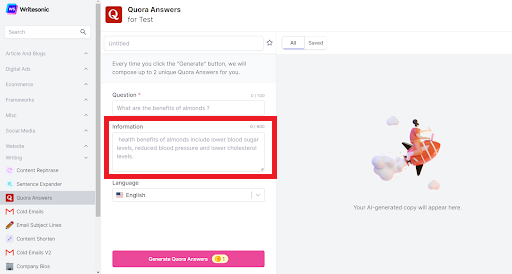 Writesonic
Search
Article And Blogs
Digital Ads
Ecommerce
Frameworks
Misc
Social Media
Website
Writing
Content Rephrase
Sentence Expander
Quora Answers
Cold Emails
Email Subject Lines
Content Shorten
Cold Emails V2
Company Bios
Quora Answers
for Test
Untitled
Every time you click the "Generate" button, we will
compose up to 2 unique Quora Answers for you.
Question *
0 / 100
What are the benefits of almonds ?
Information
0 / 600
health benefits of almonds include lower blood sugar
levels, reduced blood pressure and lower cholesterol
levels.
Language
English
Generate Quora Answers
1
All
Saved
Your AI-generated copy will appear here.